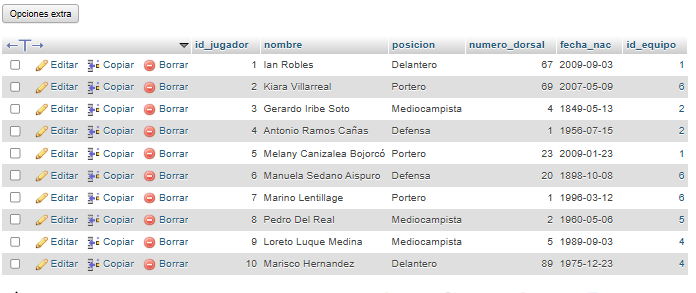 Opciones extra
←T→ id_jugador nombre posicion numero_dorsal fecha_nac id_equipo
Editar Copiar Borrar 1 Ian Robles Delantero 67 2009-09-03 1
Editar Copiar Borrar 2 Kiara Villarreal Portero 69 2007-05-09 6
Editar Copiar Borrar 3 Gerardo Iribe Soto Mediocampista 4 1849-05-13 2
Editar Copiar Borrar 4 Antonio Ramos Cañas Defensa 1 1956-07-15 2
Editar Copiar Borrar 5 Melany Canizalea Bojorcó Portero 23 2009-01-23 1
Editar Copiar Borrar 6 Manuela Sedano Aispuro Defensa 20 1898-10-08 6
Editar Copiar Borrar 7 Marino Lentillage Portero 1 1996-03-12 6
Editar Copiar Borrar 8 Pedro Del Real Mediocampista 2 1960-05-06 5
Editar Copiar Borrar 9 Loreto Luque Medina Mediocampista 5 1989-09-03 4
Editar Copiar Borrar 10 Marisco Hernandez Delantero 89 1975-12-23 4